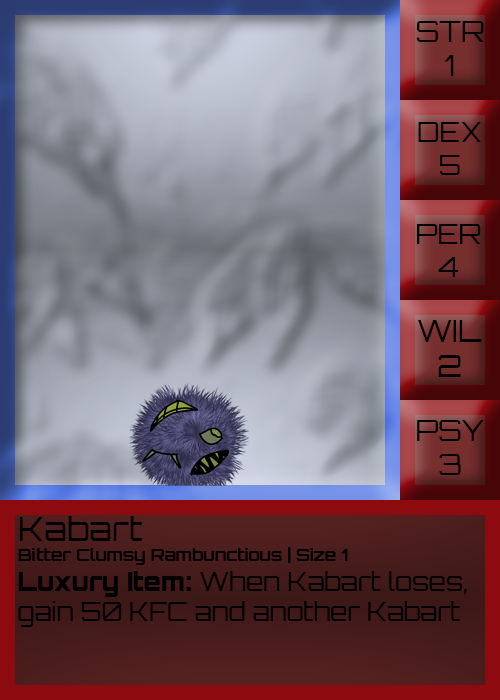 STR
1
DEX
5
PER
4
WIL
2
PSY
3
Kabart
Bitter Clumsy Rambunctious | Size 1
Luxury Item: When Kabart loses,
gain 50 KFC and another Kabart